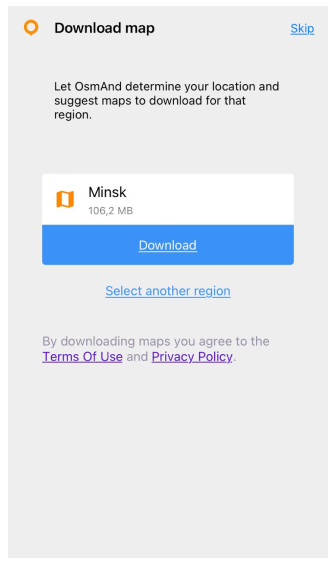 Download map
Skip
Let OsmAnd determine your location and
suggest maps to download for that
region.
Minsk
106,2 MB
Download
Select another region
By downloading maps you agree to the
Terms Of Use and Privacy Policy.